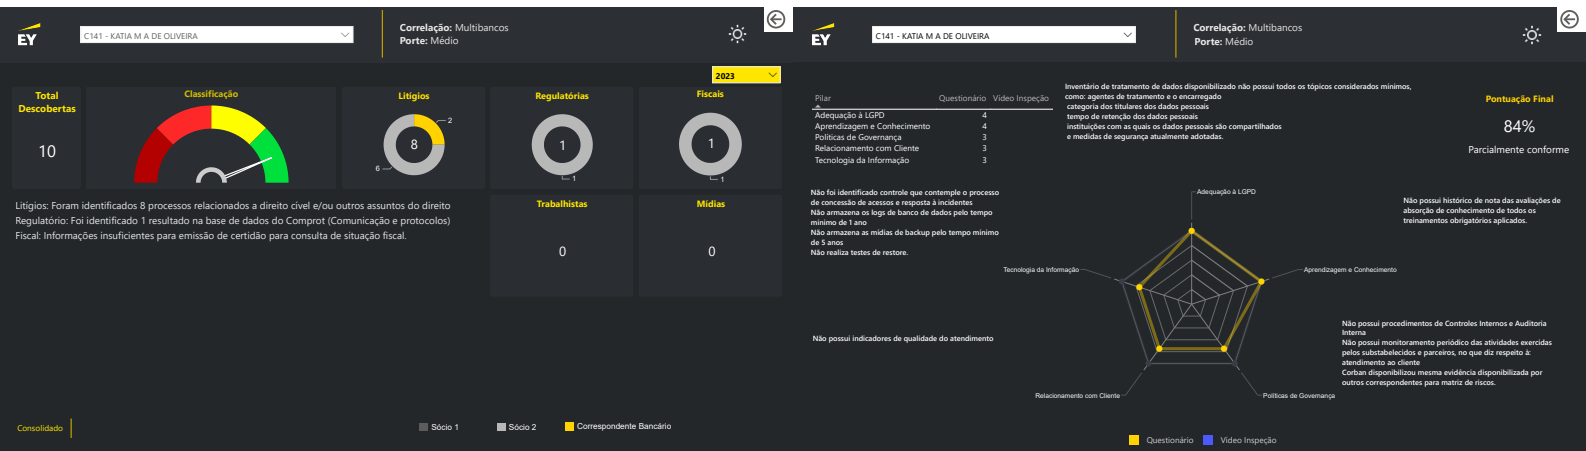 EY
C141 - KATIA M A DE OLIVEIRA
Correlação: Multibancos
Porte: Médio
2023
Total
Descobertas
10
Classificação
Litígios
8
2
6
Regulatórias
1
1
Fiscais
1
1
Litígios: Foram identificados 8 processos relacionados a direito cível e/ou outros assuntos do direito
Regulatório: Foi identificado 1 resultado na base de dados do Comprot (Comunicação e protocolos)
Fiscal: Informações insuficientes para emissão de certidão para consulta de situação fiscal.
Trabalhistas
0
Mídias
0
Consolidado
Sócio 1
Sócio 2
Correspondente Bancário
EY
C141 - KATIA M A DE OLIVEIRA
Correlação: Multibancos
Porte: Médio
Pilar Questionário Vídeo Inspeção
Adequação à LGPD 4
Aprendizagem e Conhecimento 4
Políticas de Governança 3
Relacionamento com Cliente 3
Tecnologia da Informação 3
Inventário de tratamento de dados disponibilizado não possui todos os tópicos considerados mínimos,
como: agentes de tratamento e o encarregado
categoria dos titulares dos dados pessoais
tempo de retenção dos dados pessoais
instituições com as quais os dados pessoais são compartilhados
e medidas de segurança atualmente adotadas.
Pontuação Final
84%
Parcialmente conforme
Não foi identificado controle que contemple o processo
de concessão de acessos e resposta à incidentes
Não armazena os logs de banco de dados pelo tempo
mínimo de 1 ano
Não armazena as mídias de backup pelo tempo mínimo
de 5 anos
Não realiza testes de restore.
Adequação à LGPD
Não possui histórico de nota das avaliações de
absorção de conhecimento de todos os
treinamentos obrigatórios aplicados.
Tecnologia da Informação
Aprendizagem e Conhecimento
Não possui indicadores de qualidade do atendimento
Não possui procedimentos de Controles Internos e Auditoria
Interna
Não possui monitoramento periódico das atividades exercidas
pelos substabelecidos e parceiros, no que diz respeito à:
atendimento ao cliente
Corban disponibilizou mesma evidência disponibilizada por
outros correspondentes para matriz de riscos.
Relacionamento com Cliente
Políticas de Governança
Questionário
Vídeo Inspeção